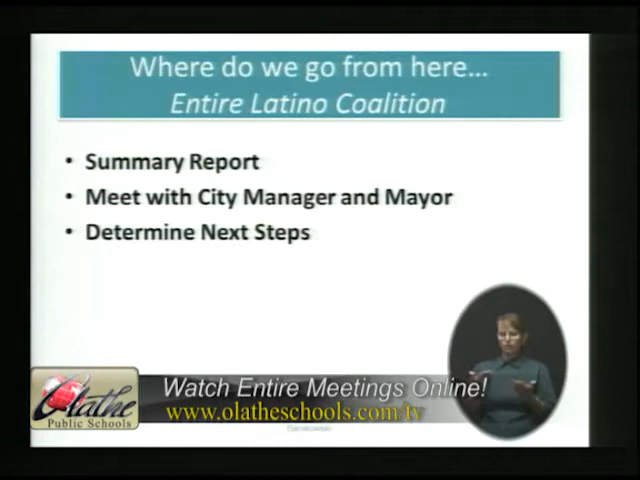 Where do we go from here...
Entire Latino Coalition
• Summary Report
• Meet with City Manager and Mayor
• Determine Next Steps
Watch Entire Meetings Online!
www.olatheschools.com/tv
Olathe
Public Schools